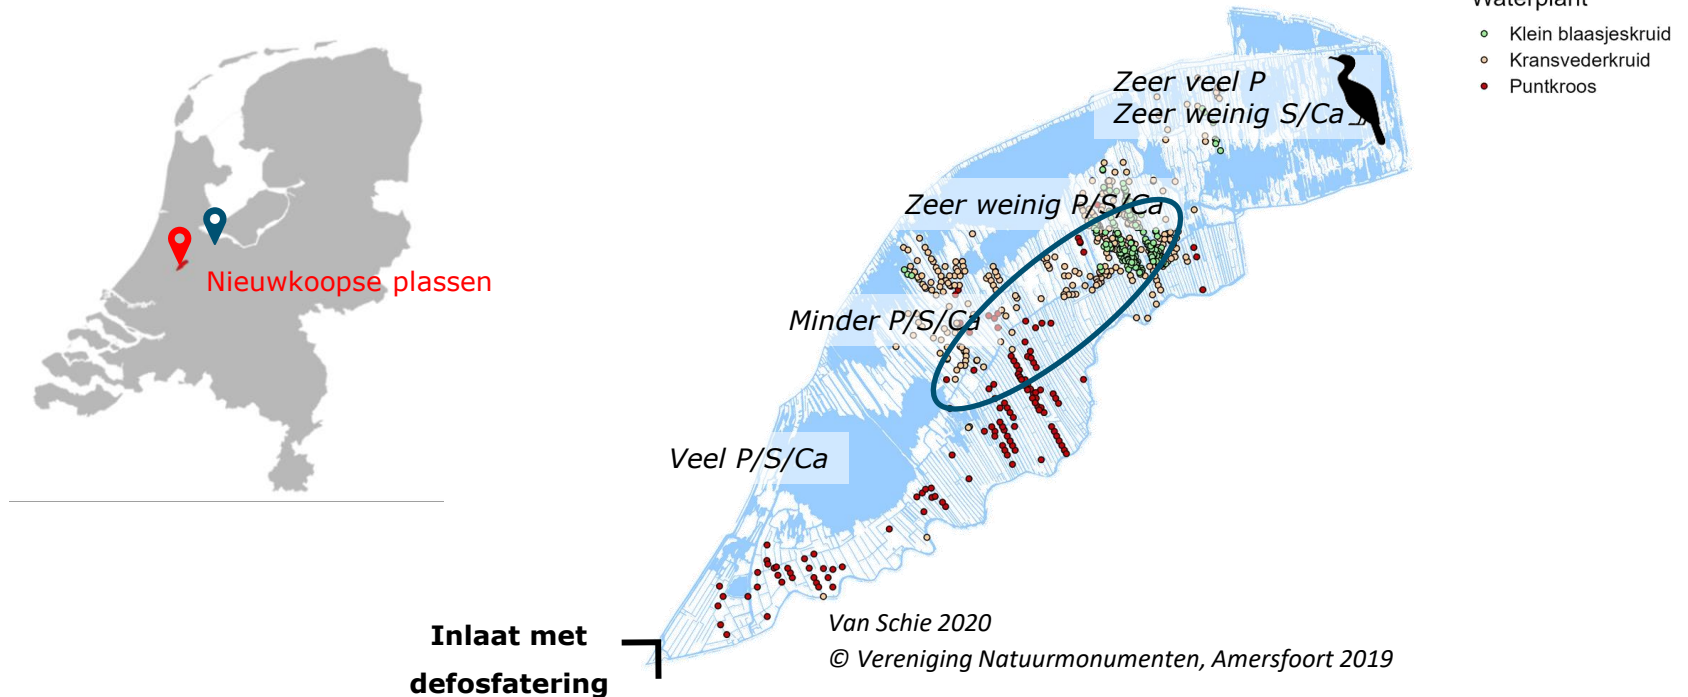 Waterplant
Klein blaasjeskruid
Kransvederkruid
Puntkroos
Zeer veel P
Zeer weinig S/Ca
Zeer weinig P/S/Ca
Nieuwkoopse plassen
Minder P/S/Ca
Veel P/S/Ca
Inlaat met
defosfatering
Van Schie 2020
© Vereniging Natuurmonumenten, Amersfoort 2019